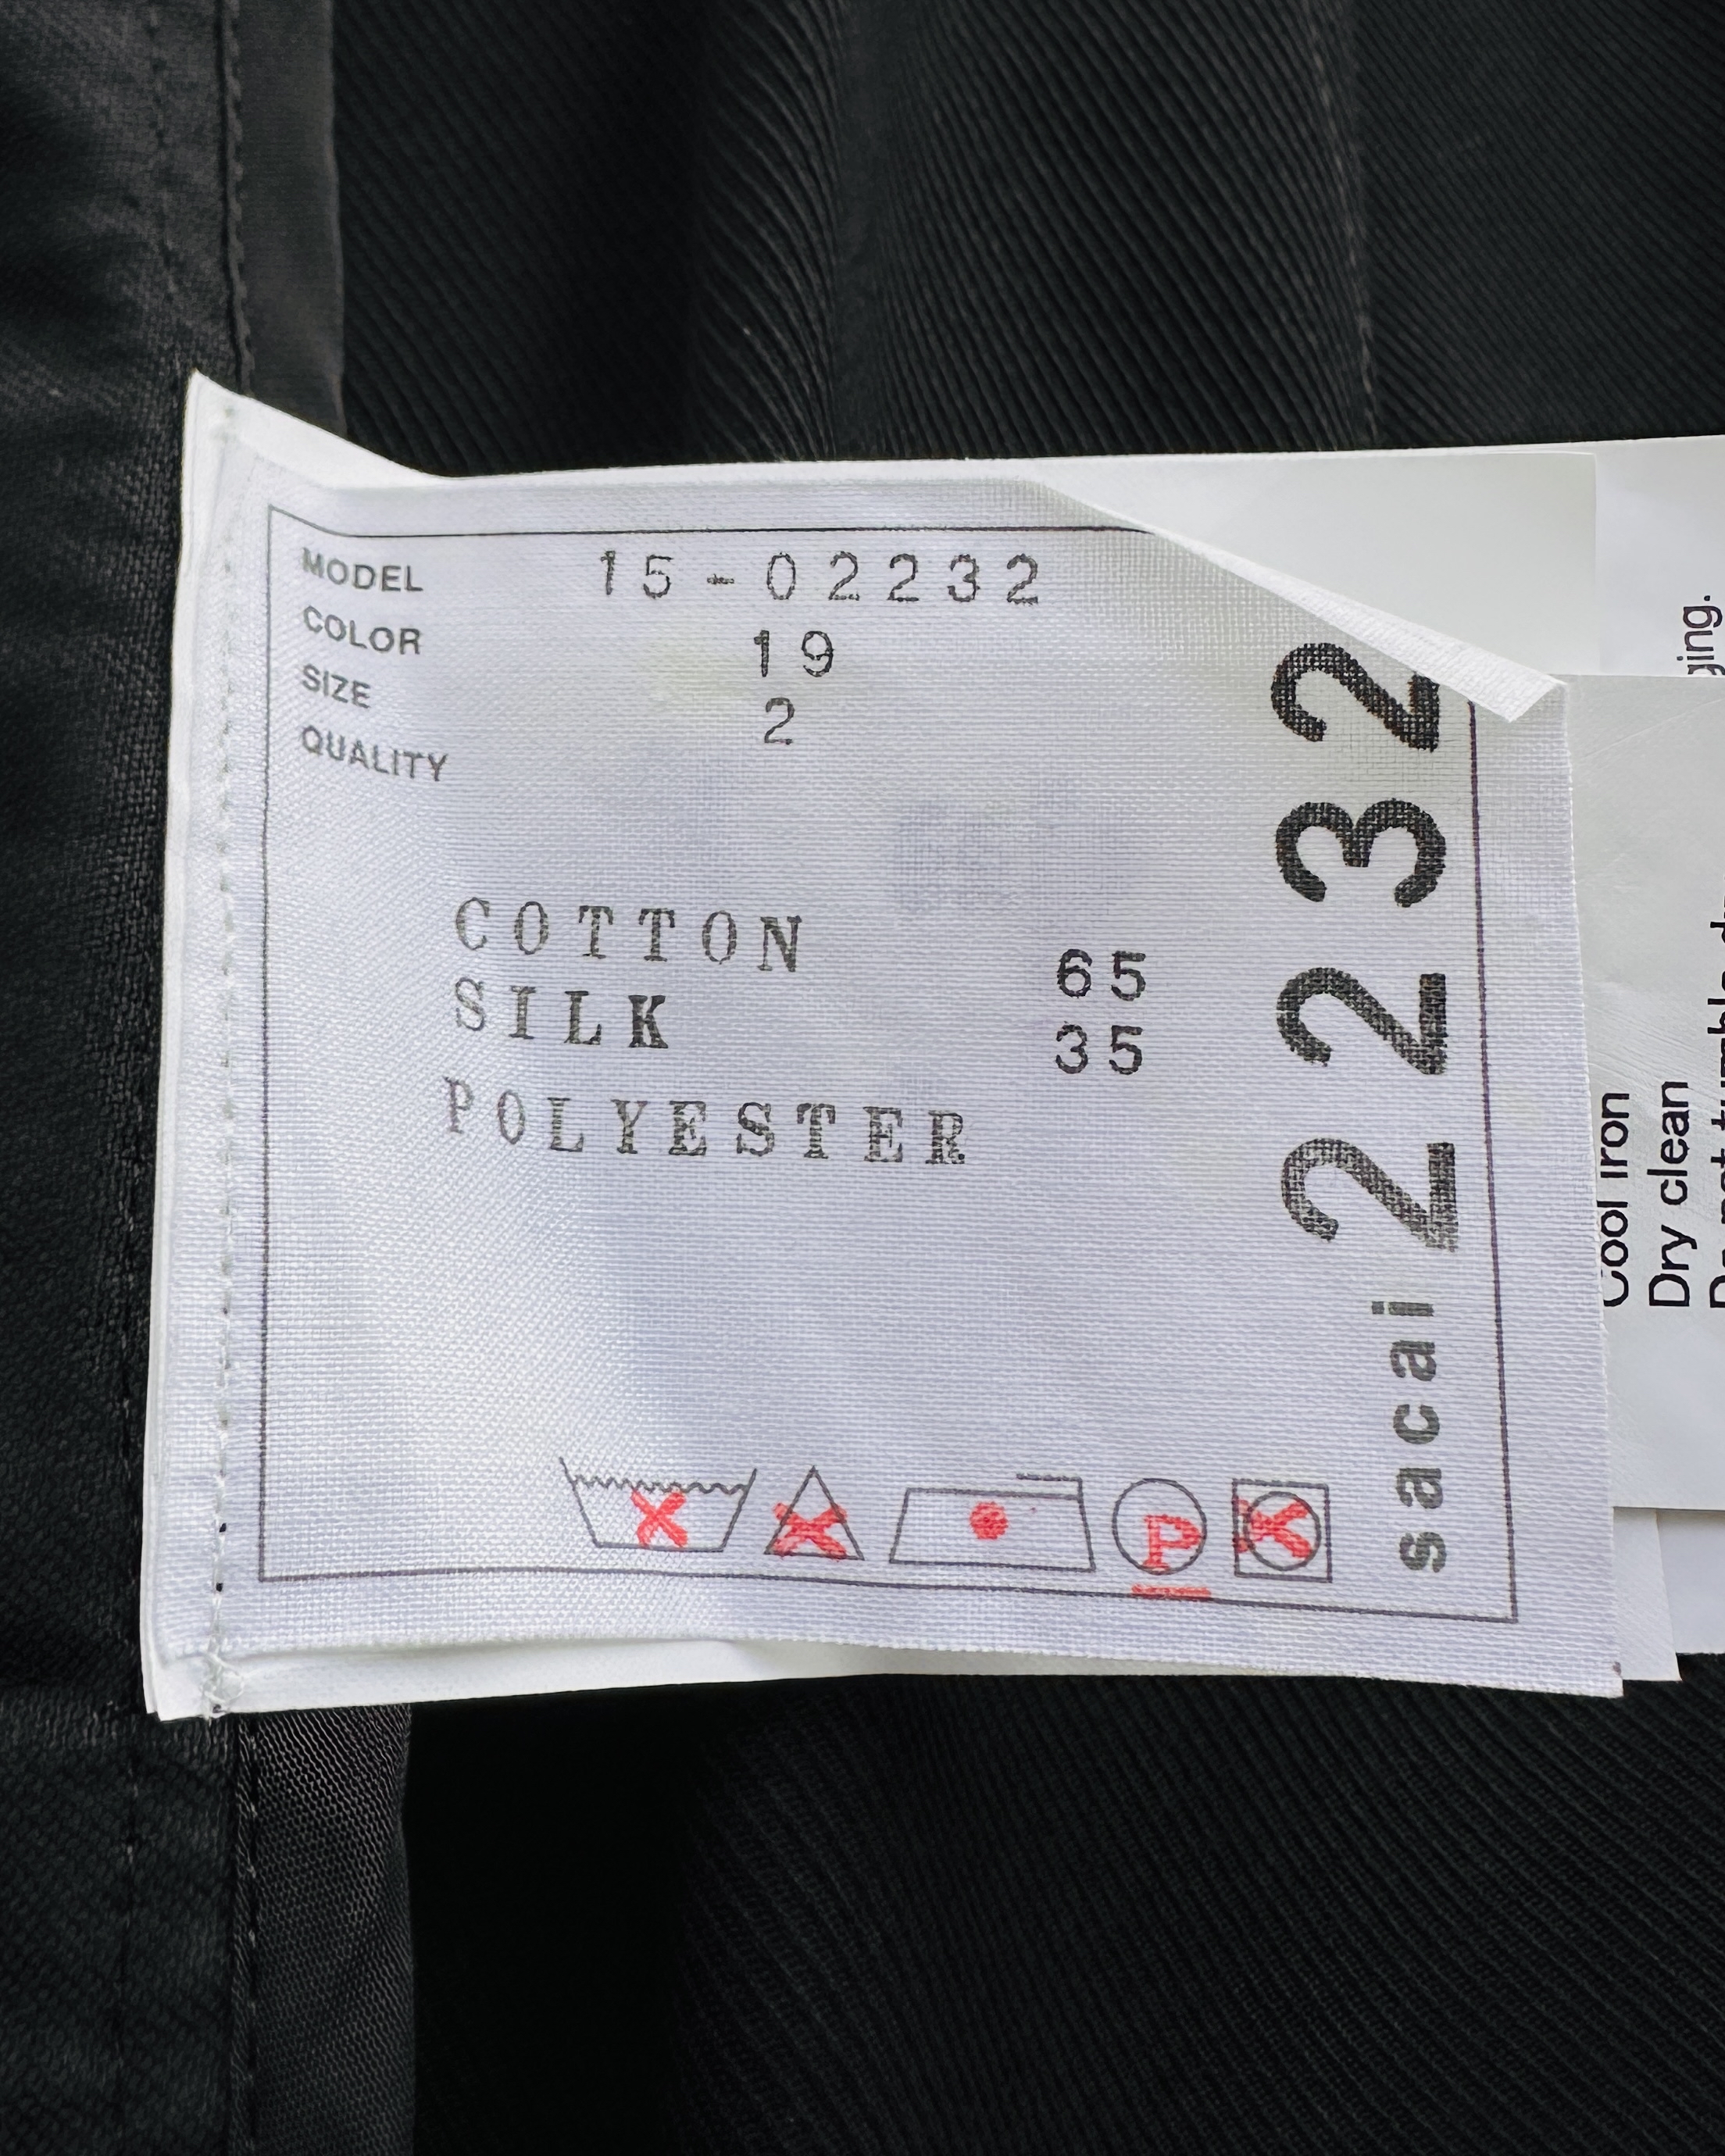 MODEL 15-02232
COLOR 19
SIZE 2
QUALITY
COTTON 65
SILK 35
POLYESTER
P
sacai 2232
ging.
Cool iron
Dry clean